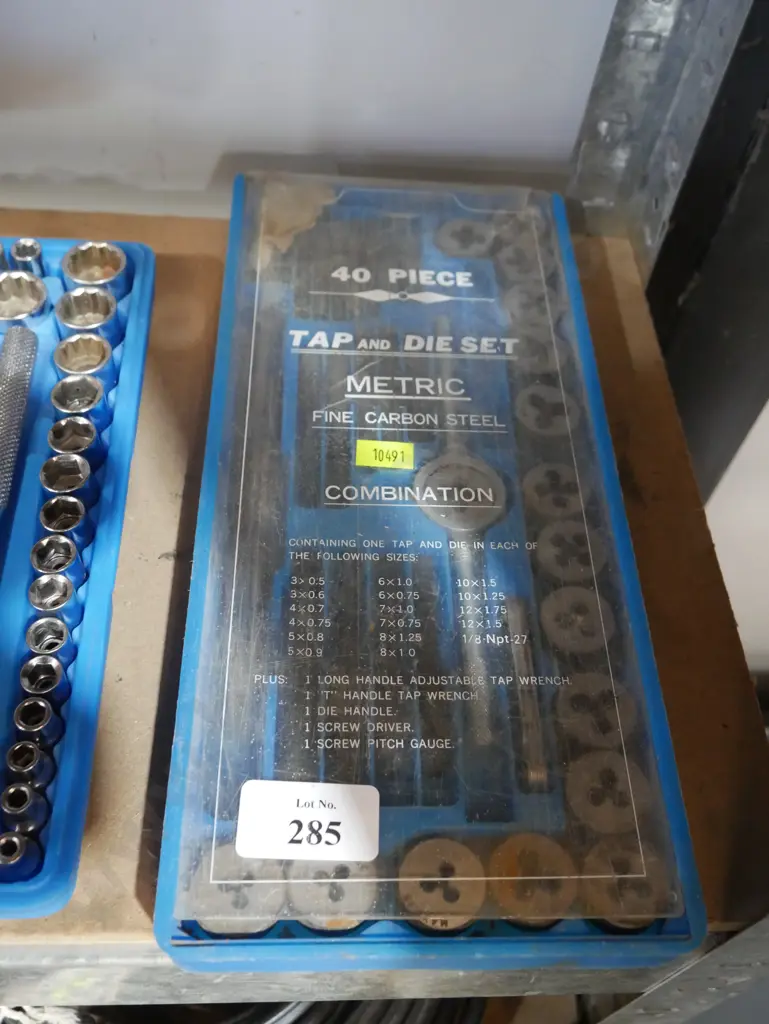 40 PIECE
TAP AND DIE SET
METRIC
FINE CARBON STEEL
10491
COMBINATION
CONTAINING ONE TAP AND DIE IN EACH OF
THE FOLLOWING SIZES:
3×0.5 6×1.0 10×1.5
3×0.6 6×0.75 10×1.25
4×0.7 7×1.0 12×1.75
4×0.75 7×0.75 12×1.5
5×0.8 8×1.25 1/8-Npt-27
5×0.9 8×1.0
PLUS: 1 LONG HANDLE ADJUSTABLE TAP WRENCH.
1 "T" HANDLE TAP WRENCH
1 DIE HANDLE.
1 SCREW DRIVER.
1 SCREW PITCH GAUGE.
Lot No.
285